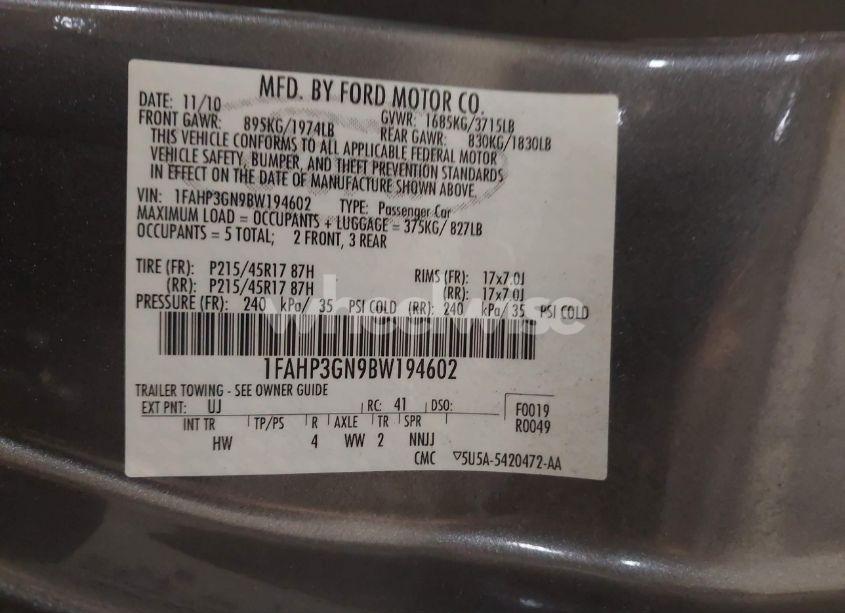 MFD. BY FORD MOTOR CO.
DATE: 11/10 GVWR: 1685KG/3715LB
FRONT GAWR: 895KG/1974LB REAR GAWR: 830KG/1830LB
THIS VEHICLE CONFORMS TO ALL APPLICABLE FEDERAL MOTOR
VEHICLE SAFETY, BUMPER, AND THEFT PREVENTION STANDARDS
IN EFFECT ON THE DATE OF MANUFACTURE SHOWN ABOVE.
VIN: 1FAHP3GN9BW194602 TYPE: Passenger Car
MAXIMUM LOAD = OCCUPANTS + LUGGAGE = 375KG/ 827LB
OCCUPANTS = 5 TOTAL; 2 FRONT, 3 REAR
TIRE (FR): P215/45R17 87H RIMS (FR): 17x7.0J
(RR): P215/45R17 87H (RR): 17x7.0J
PRESSURE (FR): 240 kPa/ 35 PSI COLD (RR): 240 kPa/ 35 PSI COLD
wheelwise
1FAHP3GN9BW194602
TRAILER TOWING - SEE OWNER GUIDE
EXT PNT: UJ RC: 41 DSO: F0019
INT TR TP/PS R AXLE TR SPR R0049
HW 4 WW 2 NNJJ
CMC ▽5U5A-5420472-AA